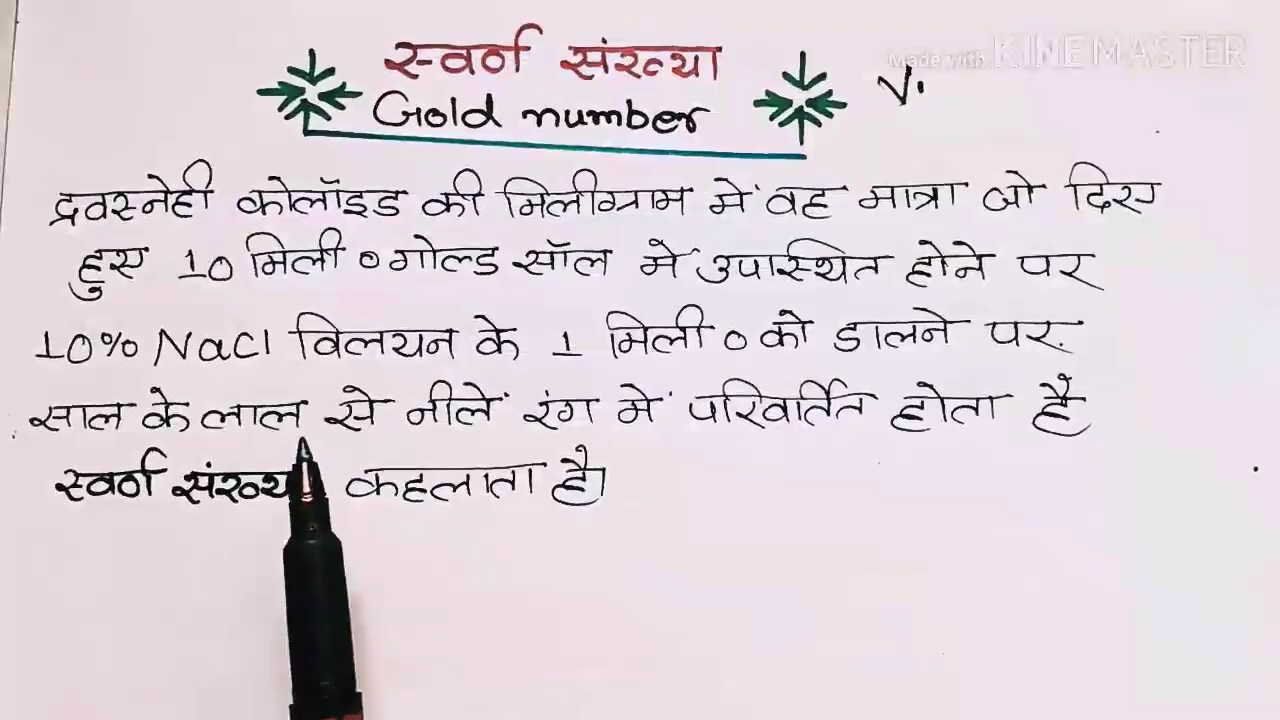 स्वर्ण संख्या
Made with KINEMASTER
Gold number
V.
द्रवस्नेही कोलॉइड की मिलीग्राम में वह मात्रा जो दिए
हुए 10 मिली० गोल्ड सॉल में उपस्थित होने पर
10% NaCl विलयन के 1 मिली० को डालने पर
साल के लाल से नीलें रंग में परिवर्तित होता है
स्वर्ण संख्या कहलाता है।